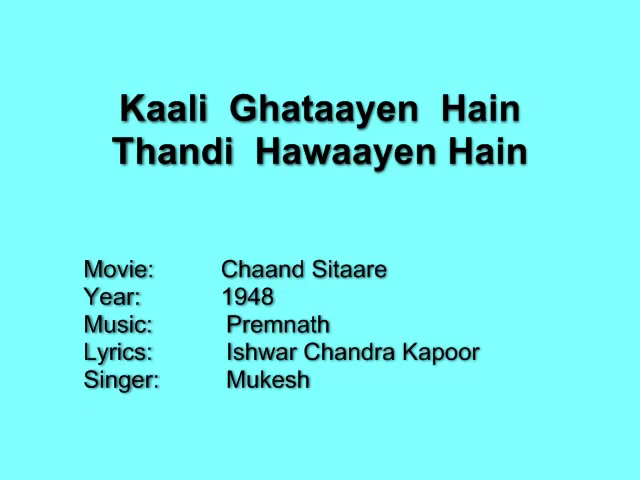 Kaali Ghataayen Hain
Thandi Hawaayen Hain
Movie: Chaand Sitaare
Year: 1948
Music: Premnath
Lyrics: Ishwar Chandra Kapoor
Singer: Mukesh